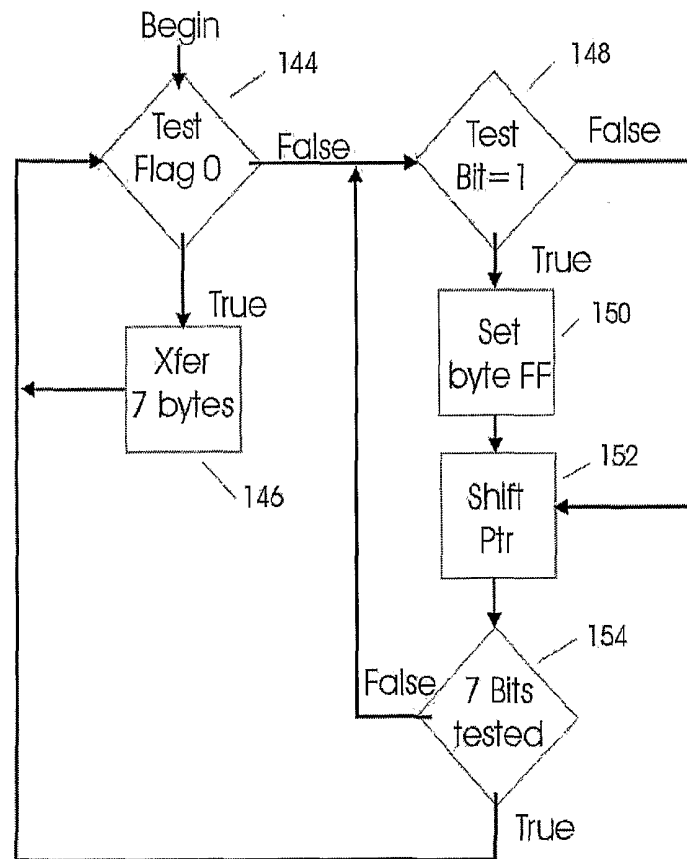 Begin
144
Test
Flag 0
False
True
Xfer
7 bytes
146
148
Test
Bit=1
False
True
150
Set
byte FF
152
Shift
Ptr
154
7 Bits
tested
False
True